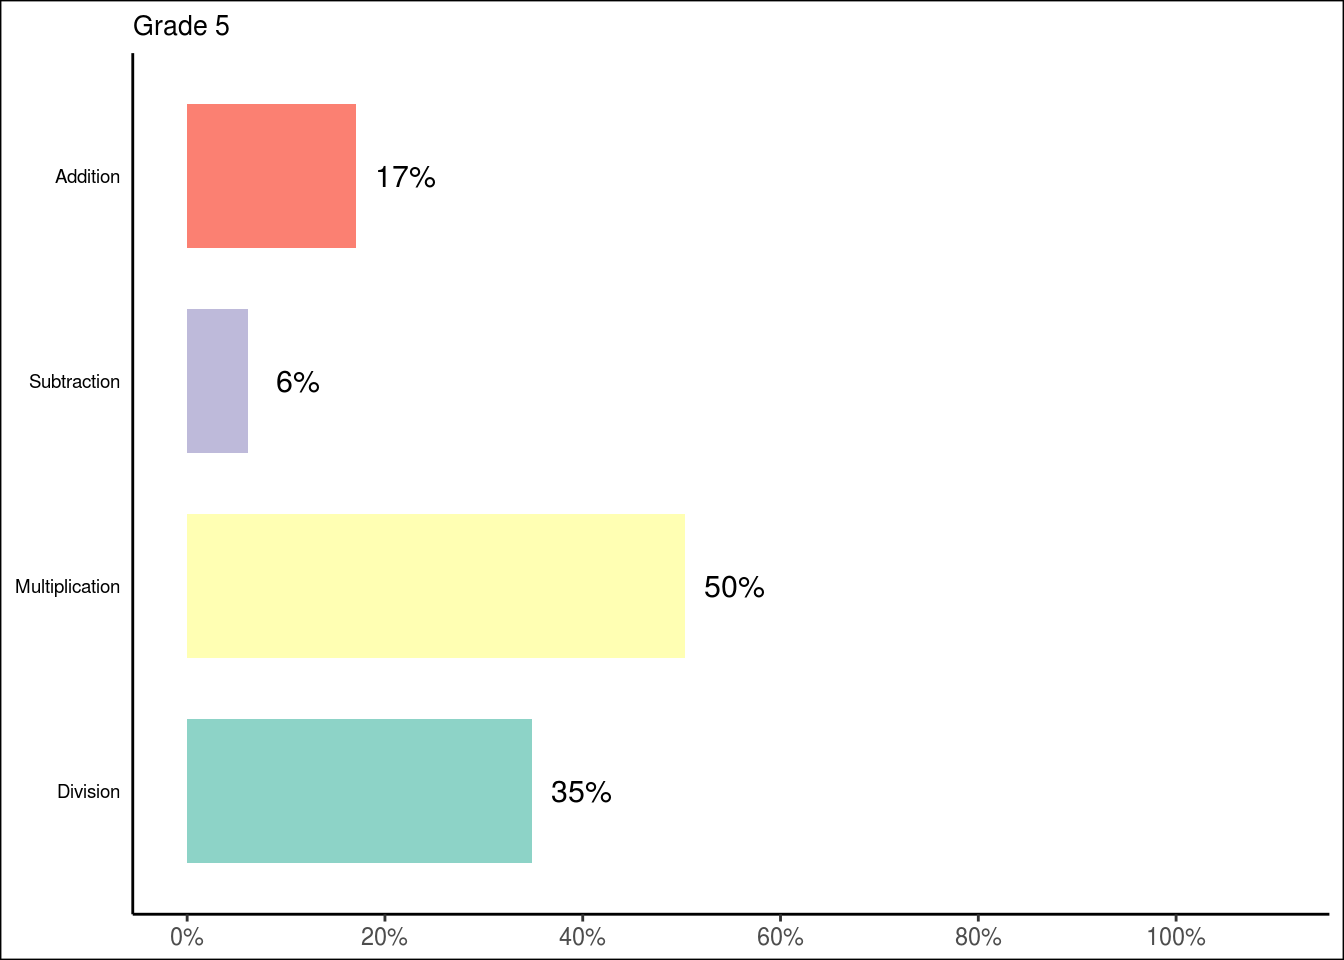 Grade 5
Addition
17%
Subtraction
6%
Multiplication
50%
Division
35%
0% 20% 40% 60% 80% 100%